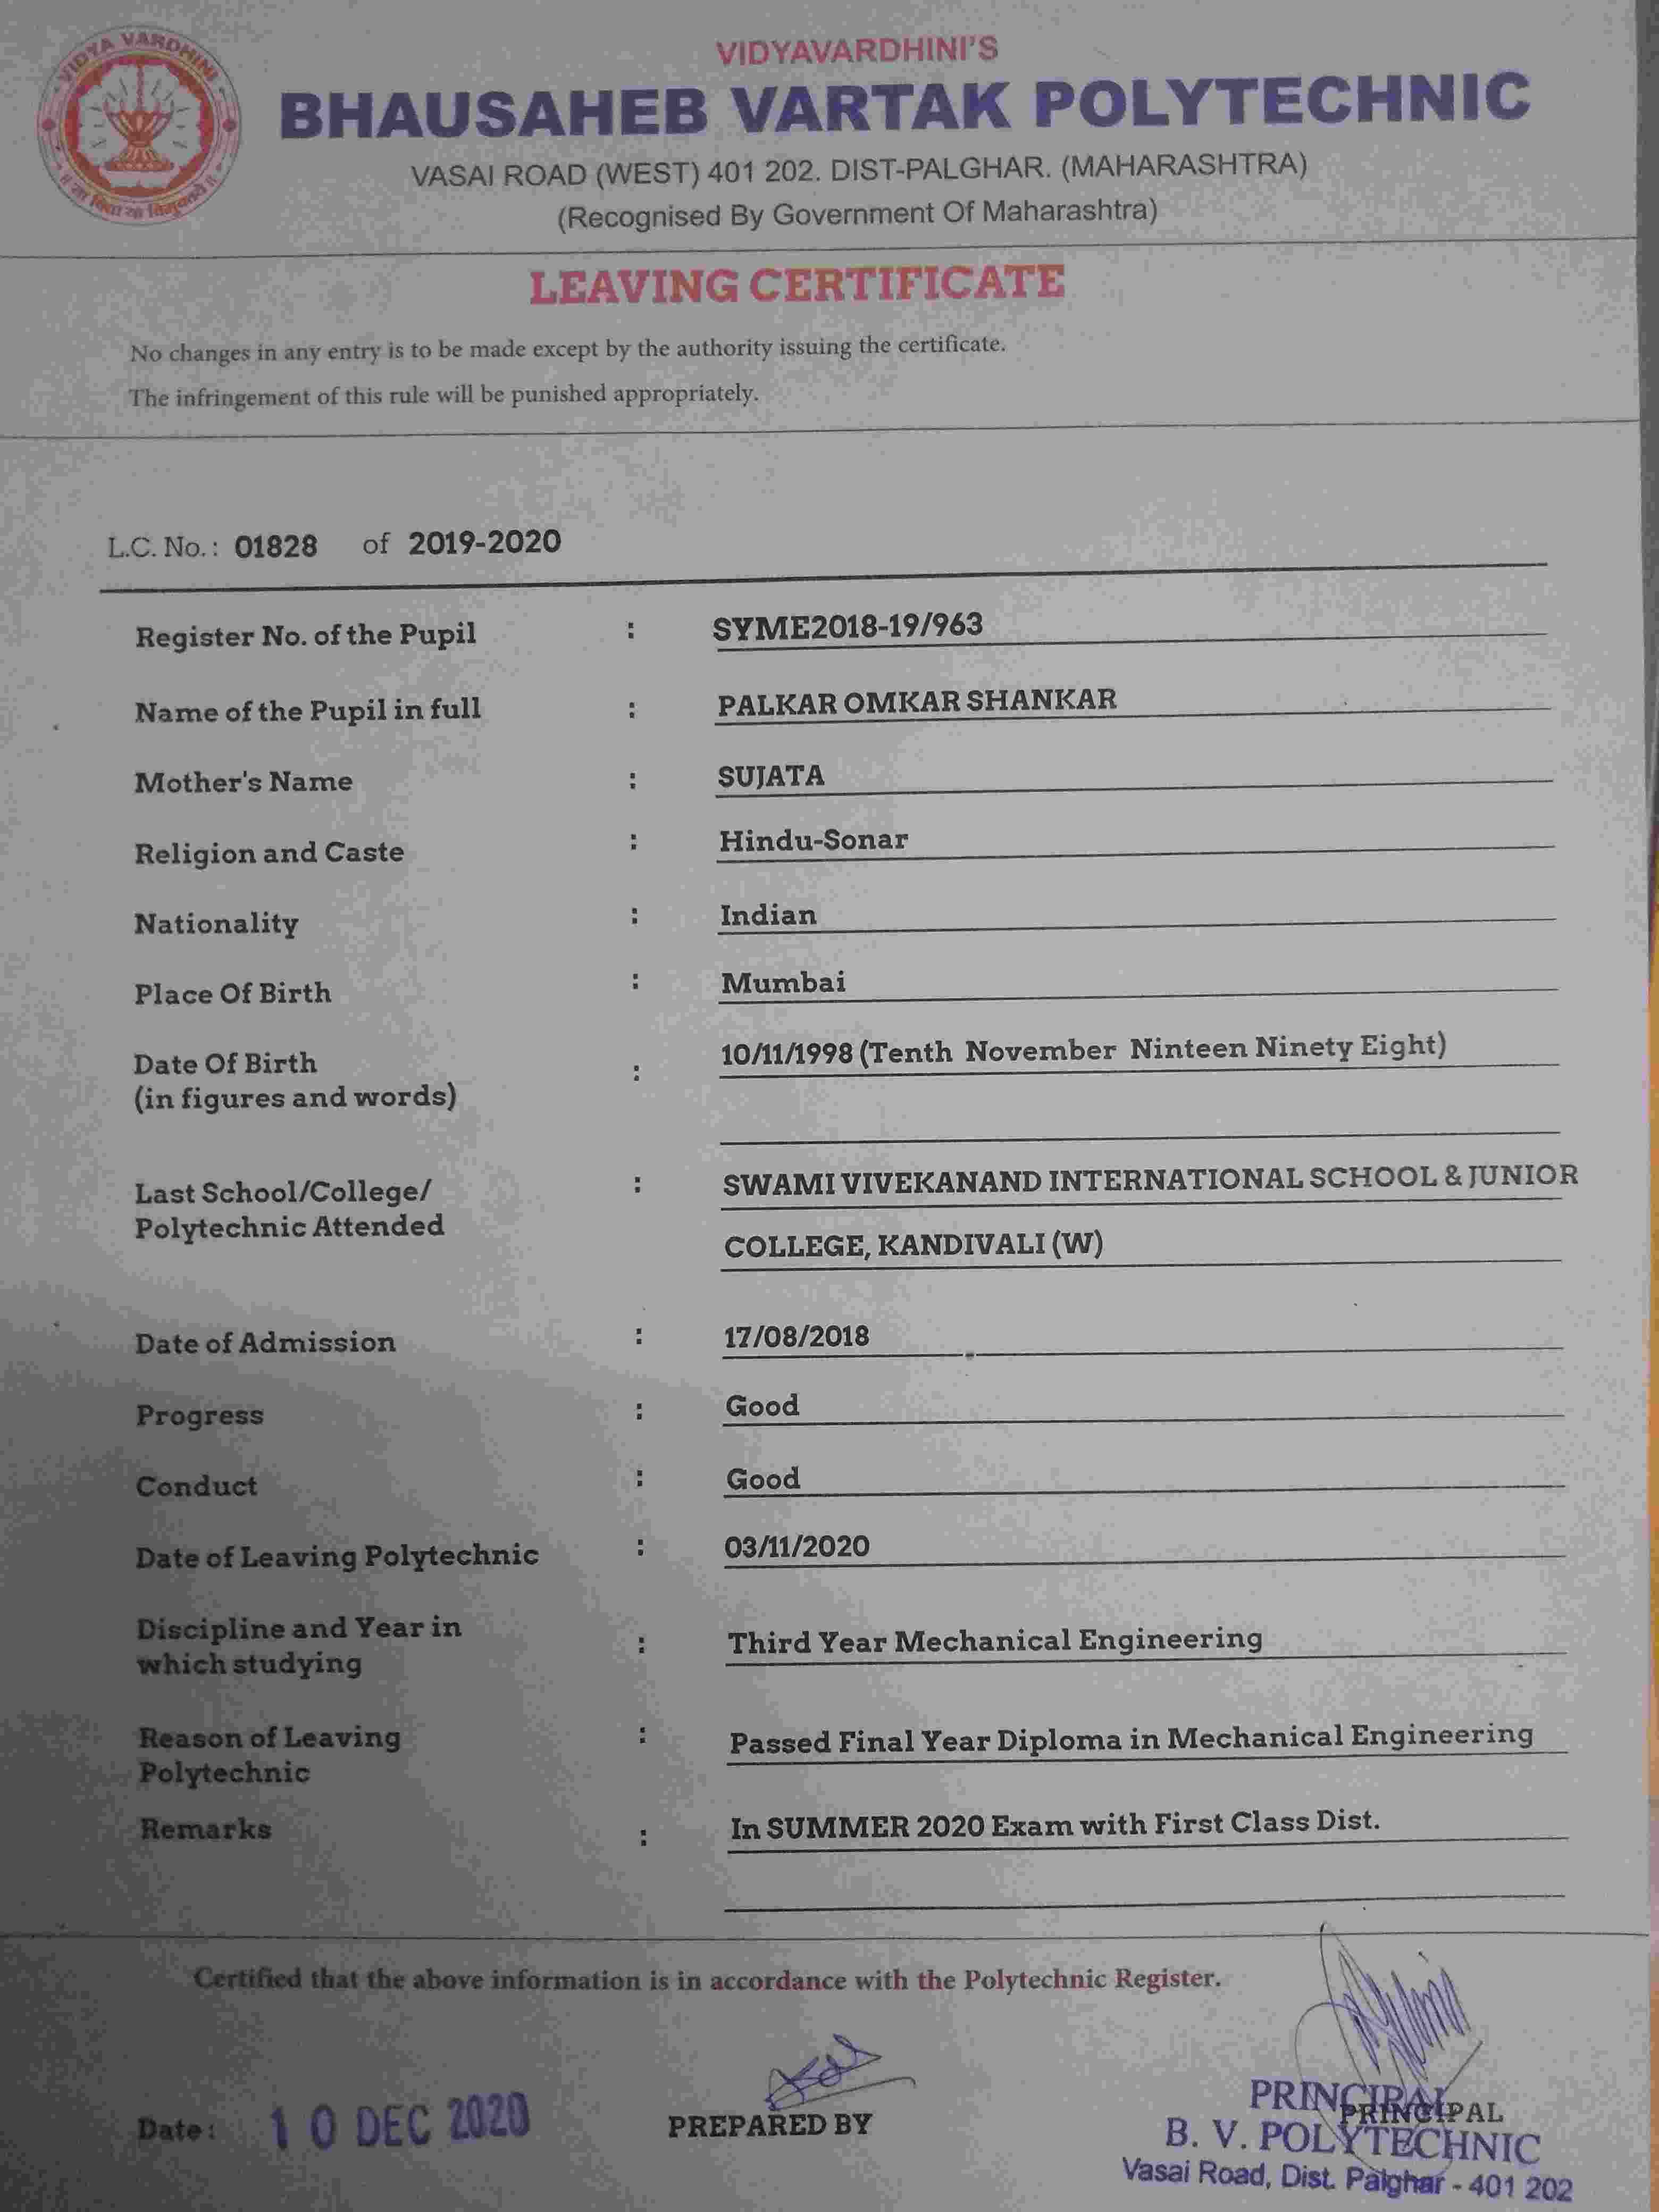 VIDYA VARDHINI
VIDYAVARDHINI'S
BHAUSAHEB VARTAK POLYTECHNIC
VASAI ROAD (WEST) 401 202. DIST-PALGHAR. (MAHARASHTRA)
(Recognised By Government Of Maharashtra)
LEAVING CERTIFICATE
No changes in any entry is to be made except by the authority issuing the certificate.
The infringement of this rule will be punished appropriately.
L.C. No. : 01828 of 2019-2020
Register No. of the Pupil : SYME2018-19/963
Name of the Pupil in full : PALKAR OMKAR SHANKAR
Mother's Name : SUJATA
Religion and Caste : Hindu-Sonar
Nationality : Indian
Place Of Birth : Mumbai
Date Of Birth : 10/11/1998 (Tenth November Ninteen Ninety Eight)
(in figures and words)
Last School/College/ : SWAMI VIVEKANAND INTERNATIONAL SCHOOL & JUNIOR
Polytechnic Attended COLLEGE, KANDIVALI (W)
Date of Admission : 17/08/2018
Progress : Good
Conduct : Good
Date of Leaving Polytechnic : 03/11/2020
Discipline and Year in : Third Year Mechanical Engineering
which studying
Reason of Leaving : Passed Final Year Diploma in Mechanical Engineering
Polytechnic
Remarks : In SUMMER 2020 Exam with First Class Dist.
Certified that the above information is in accordance with the Polytechnic Register.
Date : 10 DEC 2020
PREPARED BY
PRINCIPAL
PRINCIPAL
B. V. POLYTECHNIC
Vasai Road, Dist. Palghar - 401 202